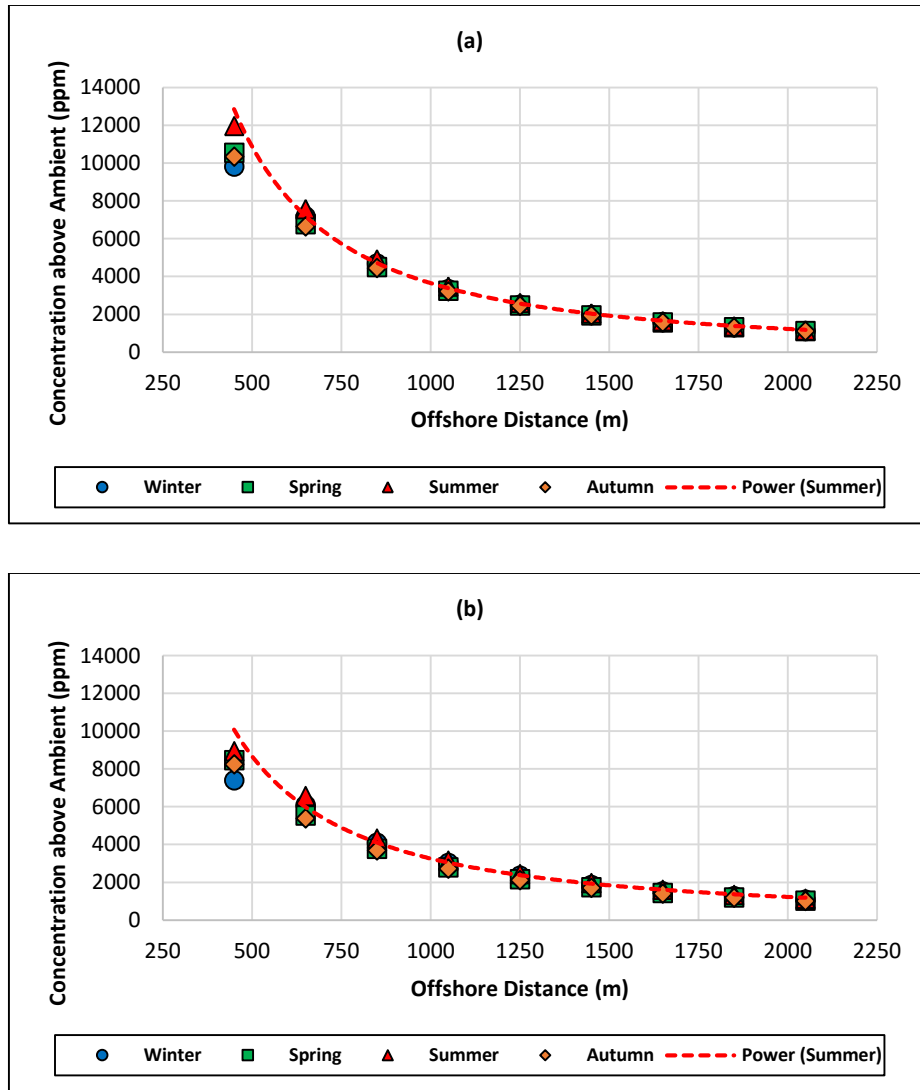 (a)
Concentration above Ambient (ppm)
14000
12000
10000
8000
6000
4000
2000
0
250 500 750 1000 1250 1500 1750 2000 2250
Offshore Distance (m)
Winter Spring Summer Autumn Power (Summer)
(b)
Concentration above Ambient (ppm)
14000
12000
10000
8000
6000
4000
2000
0
250 500 750 1000 1250 1500 1750 2000 2250
Offshore Distance (m)
Winter Spring Summer Autumn Power (Summer)